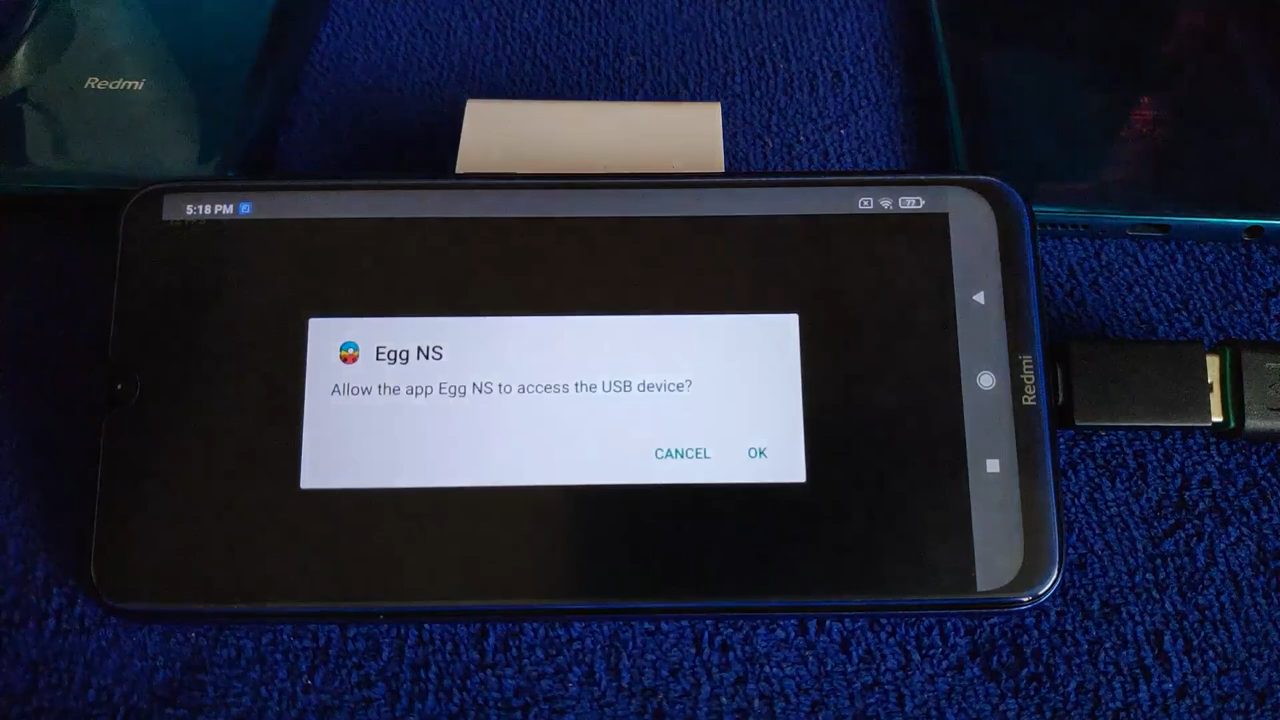 Redmi
5:18 PM
77
Egg NS
Allow the app Egg NS to access the USB device?
CANCEL OK
Redmi